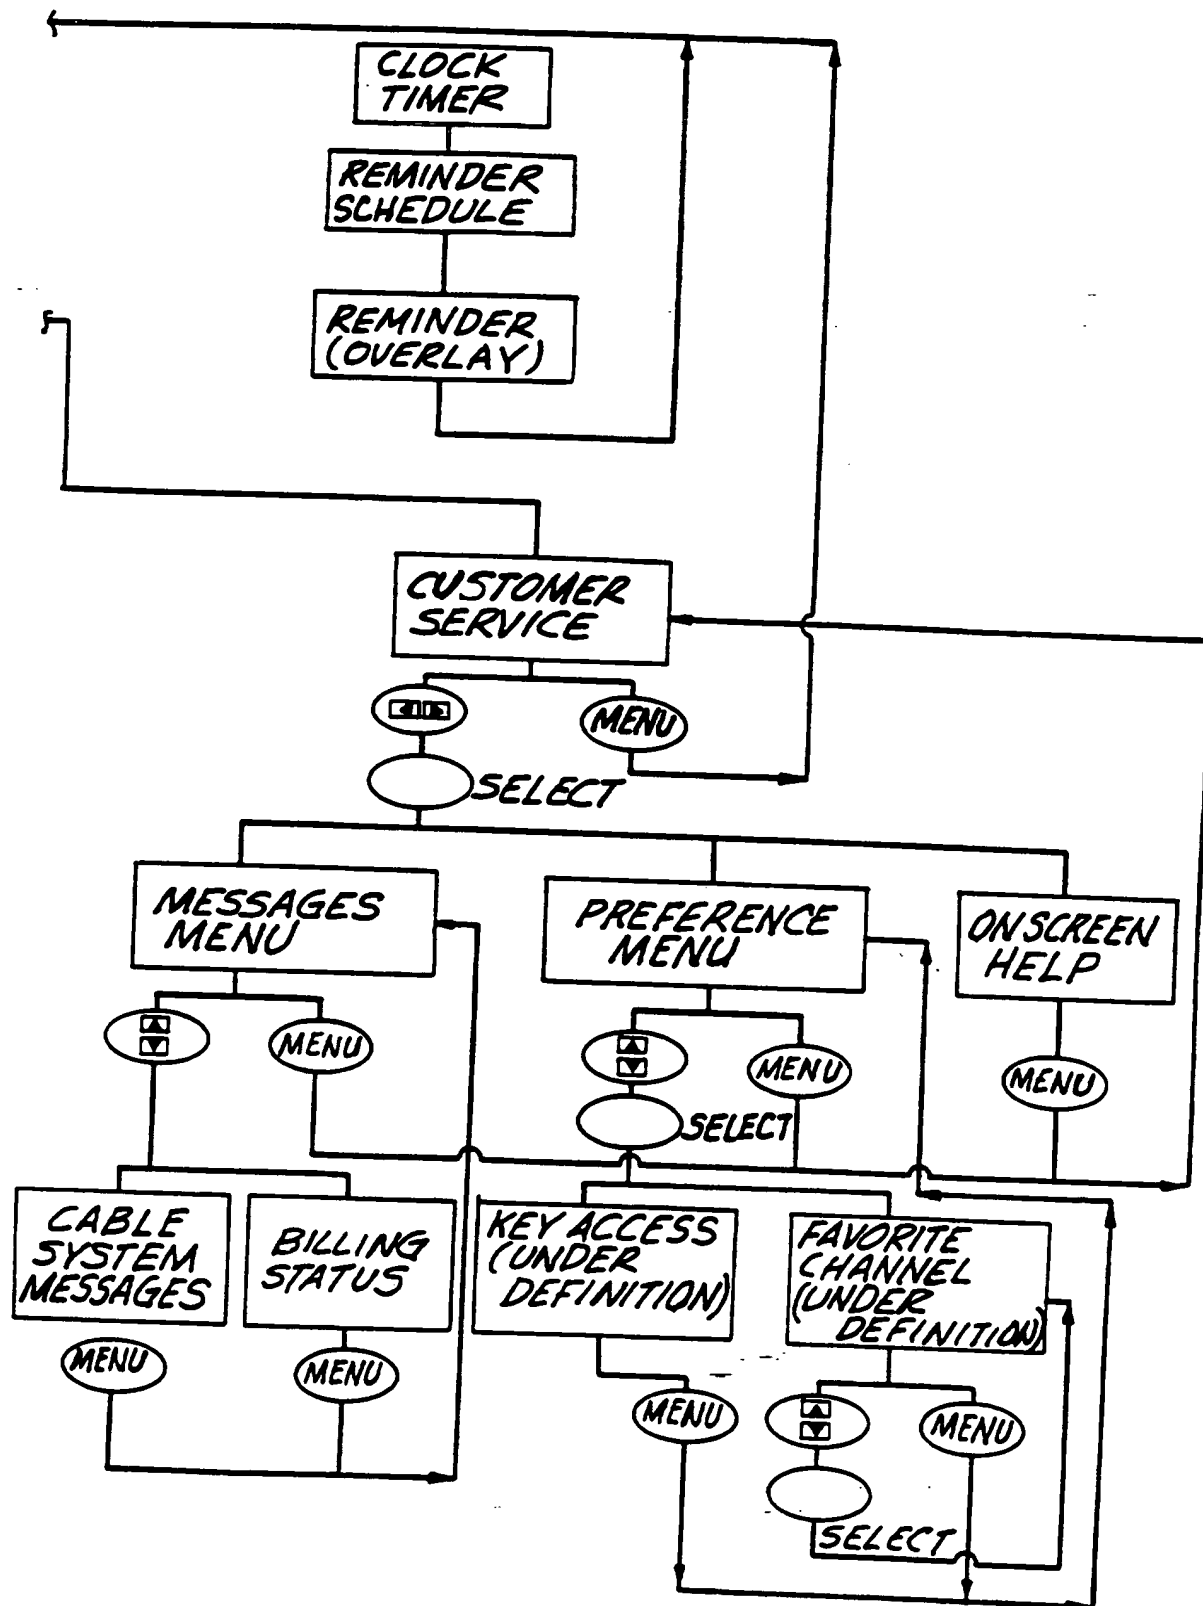 CLOCK
TIMER
REMINDER
SCHEDULE
REMINDER
(OVERLAY)
CUSTOMER
SERVICE
MENU
SELECT
MESSAGES
MENU
PREFERENCE
MENU
ON SCREEN
HELP
MENU
MENU
MENU
SELECT
CABLE
SYSTEM
MESSAGES
BILLING
STATUS
KEY ACCESS
(UNDER
DEFINITION)
FAVORITE
CHANNEL
(UNDER
DEFINITION)
MENU
MENU
MENU
MENU
SELECT